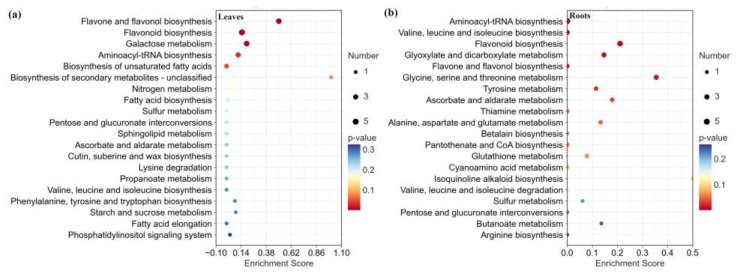 (a)
Leaves
Flavone and flavonol biosynthesis
Flavonoid biosynthesis
Galactose metabolism
Aminoacyl-tRNA biosynthesis
Biosynthesis of unsaturated fatty acids
Biosynthesis of secondary metabolites - unclassified
Nitrogen metabolism
Fatty acid biosynthesis
Sulfur metabolism
Pentose and glucuronate interconversions
Sphingolipid metabolism
Ascorbate and aldarate metabolism
Cutin, suberine and wax biosynthesis
Lysine degradation
Propanoate metabolism
Valine, leucine and isoleucine biosynthesis
Phenylalanine, tyrosine and tryptophan biosynthesis
Starch and sucrose metabolism
Fatty acid elongation
Phosphatidylinositol signaling system
-0.10 0.14 0.38 0.62 0.86 1.10
Enrichment Score
Number
1
3
5
p-value
0.3
0.2
0.1
(b)
Roots
Aminoacyl-tRNA biosynthesis
Valine, leucine and isoleucine biosynthesis
Flavonoid biosynthesis
Glyoxylate and dicarboxylate metabolism
Flavone and flavonol biosynthesis
Glycine, serine and threonine metabolism
Tyrosine metabolism
Ascorbate and aldarate metabolism
Thiamine metabolism
Alanine, aspartate and glutamate metabolism
Betalain biosynthesis
Pantothenate and CoA biosynthesis
Glutathione metabolism
Cyanoamino acid metabolism
Isoquinoline alkaloid biosynthesis
Valine, leucine and isoleucine degradation
Sulfur metabolism
Pentose and glucuronate interconversions
Butanoate metabolism
Arginine biosynthesis
0.0 0.1 0.2 0.3 0.4 0.5
Enrichment Score
Number
1
3
5
p-value
0.2
0.1